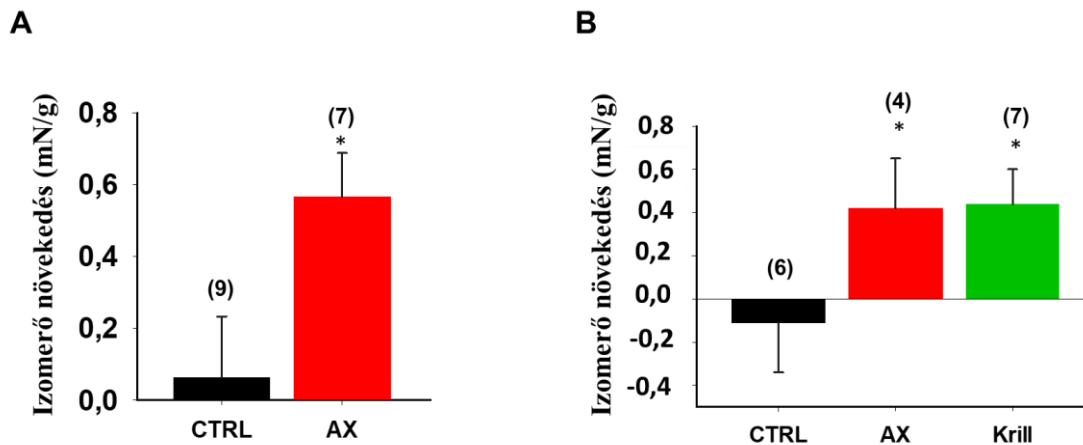 A
Izomerő növekedés (mN/g)
0,8
0,6
0,4
0,2
0,0
(9)
(7)
*
CTRL
AX
B
Izomerő növekedés (mN/g)
0,8
0,6
0,4
0,2
0,0
-0,2
-0,4
(6)
(4)
*
(7)
*
CTRL
AX
Krill